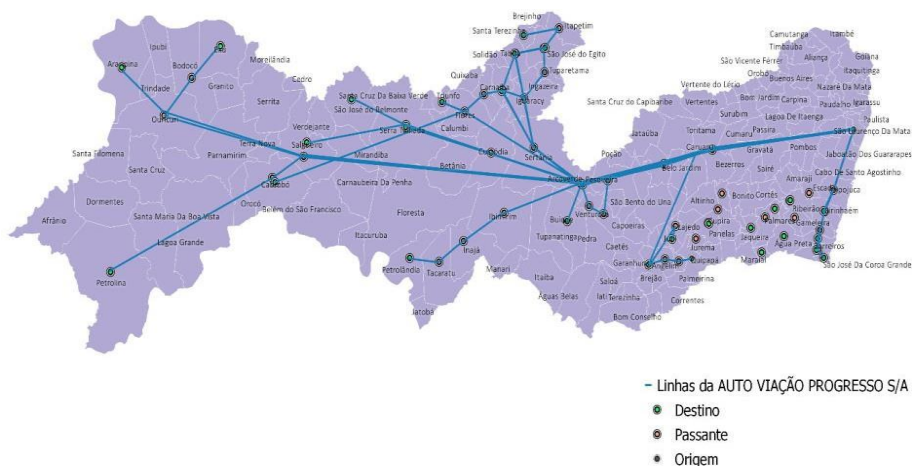 Brejinho
Santa Terezinha
Itapetim
Solidão
São José do Egito
Tuparetama
Ingazeira
Quixaba
Carnaíba
Iguaracy
Ipubi
Araripina
Bodocó
Granito
Moreilândia
Trindade
Cedro
Serrita
Ouricuri
Santa Cruz Da Baixa Verde
São José do Belmonte
Triunfo
Flores
Calumbi
Verdejante
Serra Talhada
Terra Nova
Salgueiro
Parnamirim
Mirandiba
Custódia
Sertânia
Betânia
Santa Filomena
Santa Cruz
Carnaubeira Da Penha
Cabrobó
Orocó
Belém do São Francisco
Dormentes
Santa Maria Da Boa Vista
Afrânio
Lagoa Grande
Petrolina
Floresta
Itacuruba
Ibimirim
Inajá
Petrolândia
Tacaratu
Jatobá
Manari
Arcoverde
Pesqueira
Poção
Venturosa
Buíque
Tupanatinga
Pedra
São Bento do Una
Capoeiras
Caetés
Itaíba
Águas Belas
Iati
Saloá
Terezinha
Bom Conselho
Garanhuns
Brejão
Angelim
Palmeirina
Correntes
Quipapá
Jurema
Lajedo
Panelas
Altinho
Bonito
Cortês
Amaraji
Ribeirão
Escada
Ipojuca
Gameleira
Palmares
Jaqueira
Água Preta
Maraial
Barreiros
São José Da Coroa Grande
Camutanga
Itambé
Timbaúba
Aliança
Goiana
São Vicente Ferrer
Itaquitinga
Orobó
Buenos Aires
Vertente do Lério
Nazaré Da Mata
Santa Cruz do Capibaribe
Vertentes
Bom Jardim
Carpina
Paudalho
Igarassu
Surubim
Lagoa De Itaenga
Paulista
Jataúba
Toritama
Cumaru
Passira
São Lourenço Da Mata
Caruaru
Gravatá
Pombos
Jaboatão Dos Guararapes
Belo Jardim
Bezerros
Sairé
Cabo De Santo Agostinho
Linhas da AUTO VIAÇÃO PROGRESSO S/A
Destino
Passante
Origem